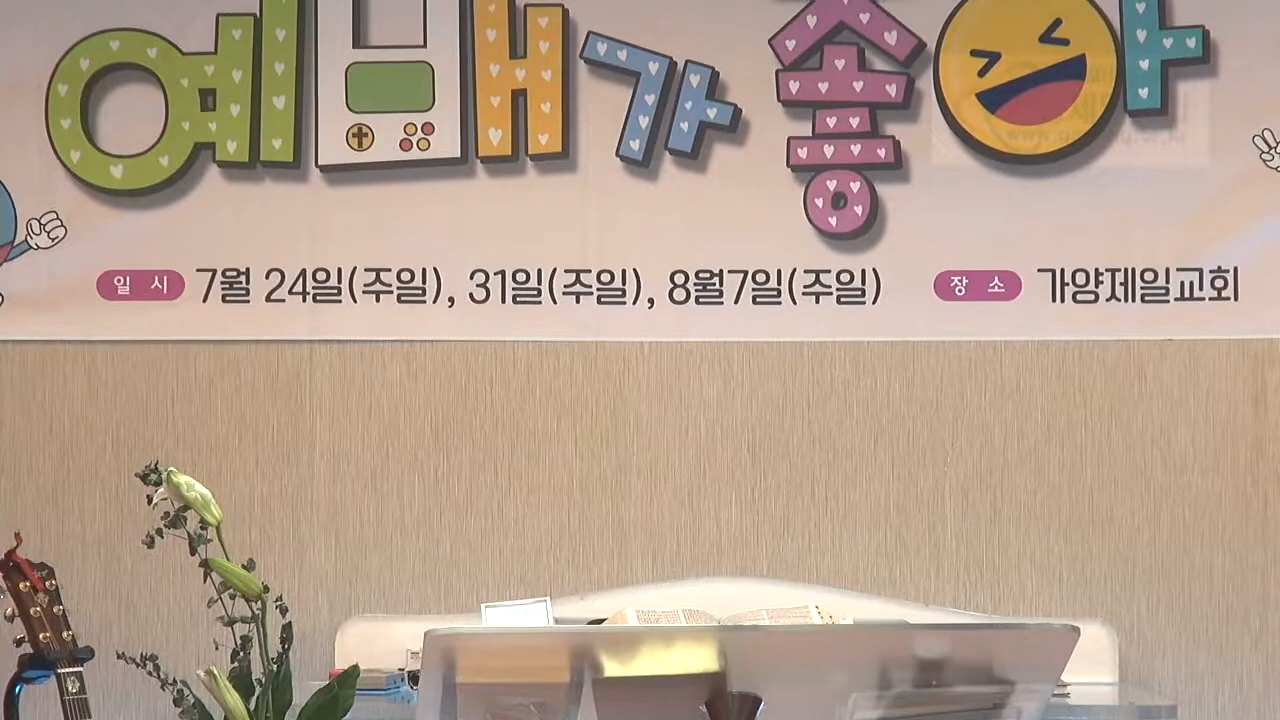 예배가 좋아
일 시 7월 24일(주일), 31일(주일), 8월7일(주일) 장 소 가양제일교회